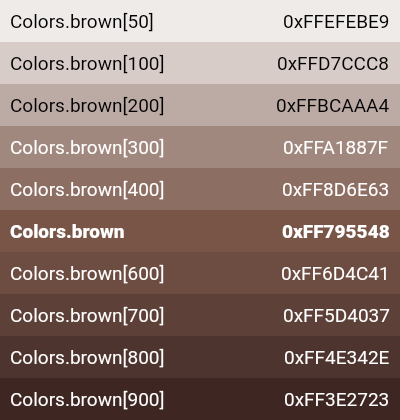 Colors.brown[50] 0xFFEFEBE9
Colors.brown[100] 0xFFD7CCC8
Colors.brown[200] 0xFFBCAAA4
Colors.brown[300] 0xFFA1887F
Colors.brown[400] 0xFF8D6E63
Colors.brown 0xFF795548
Colors.brown[600] 0xFF6D4C41
Colors.brown[700] 0xFF5D4037
Colors.brown[800] 0xFF4E342E
Colors.brown[900] 0xFF3E2723